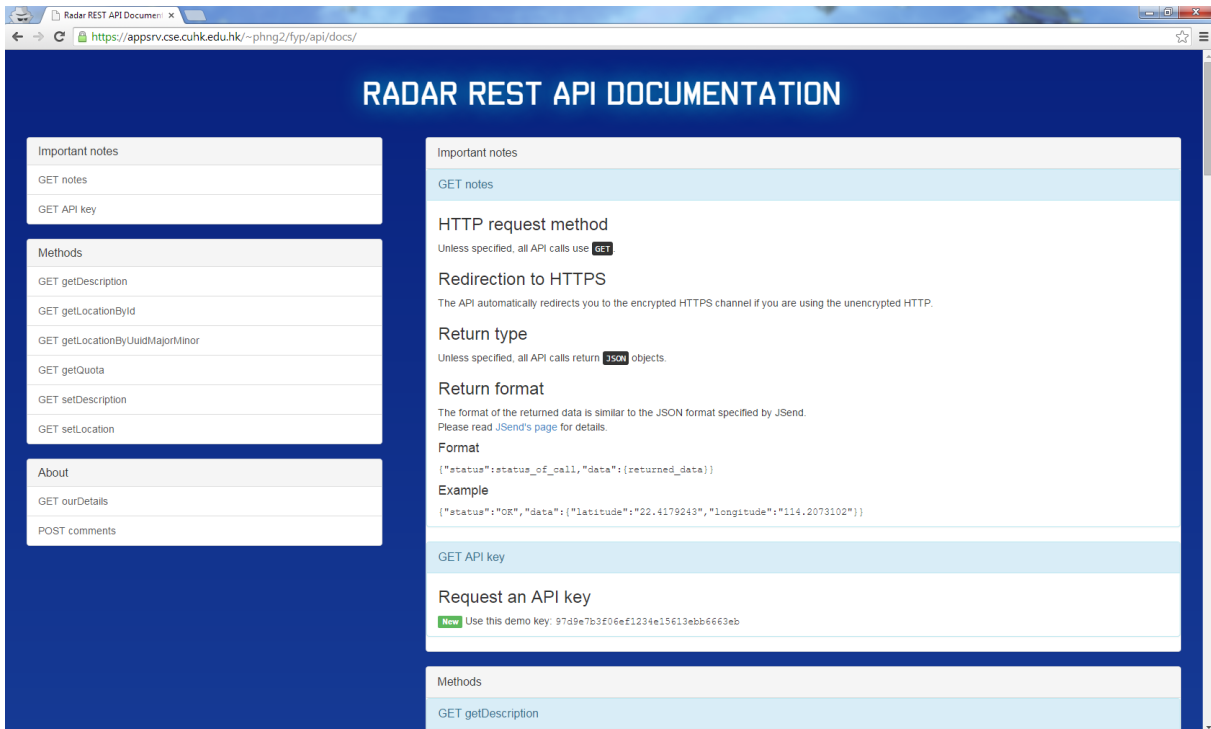 Radar REST API Document
https://appsrv.cse.cuhk.edu.hk/~phng2/fyp/api/docs/
RADAR REST API DOCUMENTATION
Important notes
GET notes
GET API key
Methods
GET getDescription
GET getLocationById
GET getLocationByUuidMajorMinor
GET getQuota
GET setDescription
GET setLocation
About
GET ourDetails
POST comments
Important notes
GET notes
HTTP request method
Unless specified, all API calls use GET.
Redirection to HTTPS
The API automatically redirects you to the encrypted HTTPS channel if you are using the unencrypted HTTP.
Return type
Unless specified, all API calls return JSON objects.
Return format
The format of the returned data is similar to the JSON format specified by JSend.
Please read JSend's page for details.
Format
{"status":status_of_call,"data":{returned_data}}
Example
{"status":"OK","data":{"latitude":"22.4179243","longitude":"114.2073102"}}
GET API key
Request an API key
New Use this demo key: 97d9e7b3f06ef1234e15613ebb6663eb
Methods
GET getDescription